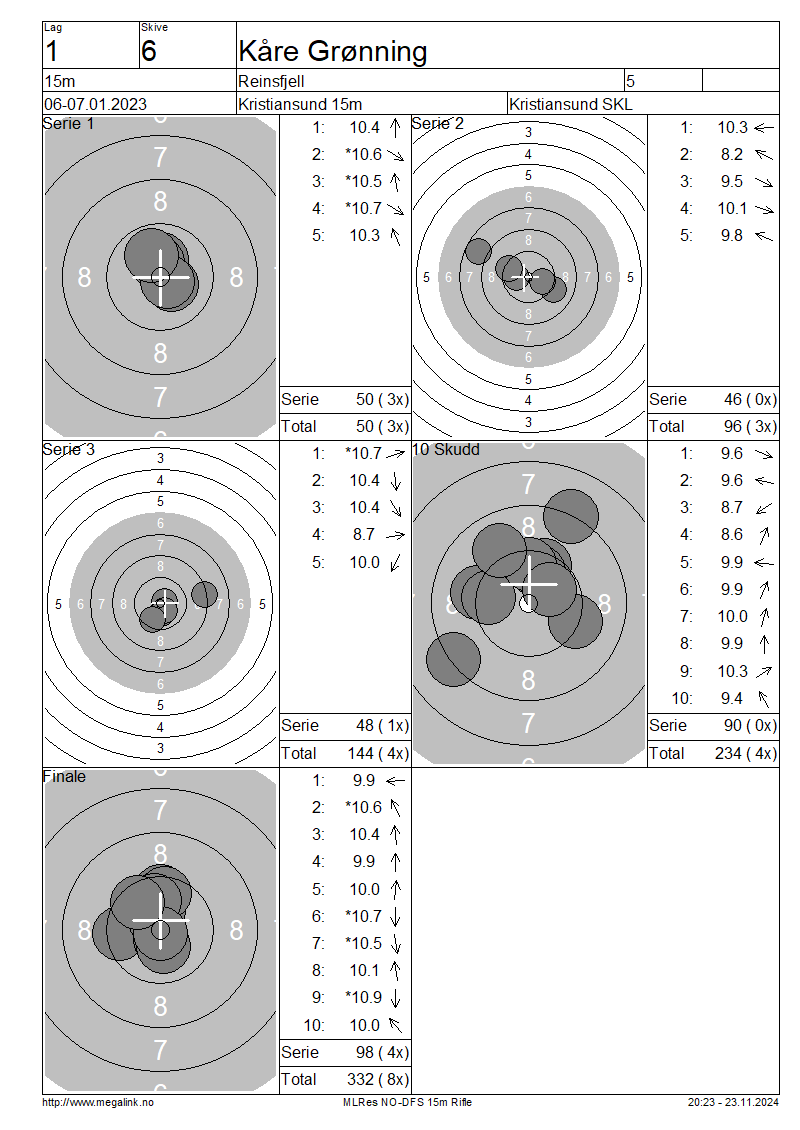 Lag
Skive
1
6
Kåre Grønning
15m
Reinsfjell
5
06-07.01.2023
Kristiansund 15m
Kristiansund SKL
Serie 1
7
8
8
8
8
7
1: 10.4
2: *10.6
3: *10.5
4: *10.7
5: 10.3
Serie 50 ( 3x)
Total 50 ( 3x)
Serie 2
3
4
5
6
7
8
5 6 7 8 8 7 6 5
8
7
6
5
4
3
1: 10.3
2: 8.2
3: 9.5
4: 10.1
5: 9.8
Serie 46 ( 0x)
Total 96 ( 3x)
Serie 3
3
4
5
6
7
8
5 6 7 8 8 7 6 5
8
7
6
5
4
3
1: *10.7
2: 10.4
3: 10.4
4: 8.7
5: 10.0
Serie 48 ( 1x)
Total 144 ( 4x)
10 Skudd
7
8
8 8
8
7
1: 9.6
2: 9.6
3: 8.7
4: 8.6
5: 9.9
6: 9.9
7: 10.0
8: 9.9
9: 10.3
10: 9.4
Serie 90 ( 0x)
Total 234 ( 4x)
Finale
7
8
8 8
8
7
1: 9.9
2: *10.6
3: 10.4
4: 9.9
5: 10.0
6: *10.7
7: *10.5
8: 10.1
9: *10.9
10: 10.0
Serie 98 ( 4x)
Total 332 ( 8x)
http://www.megalink.no
MLRes NO-DFS 15m Rifle
20:23 - 23.11.2024